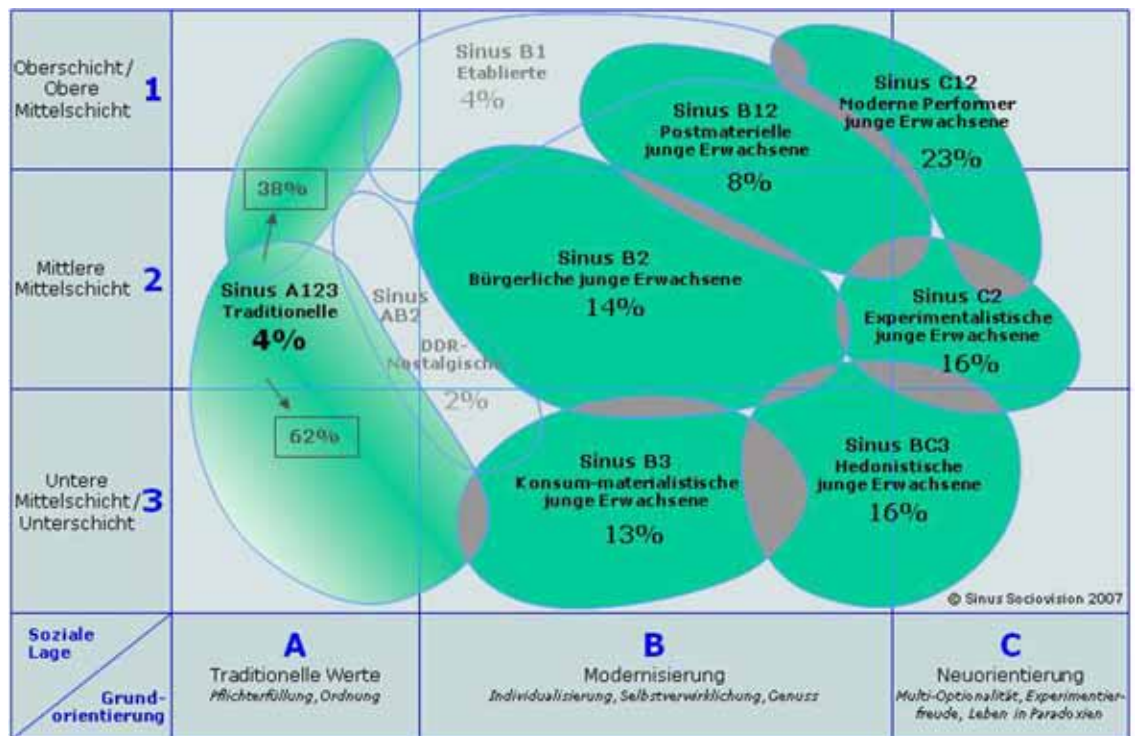 Oberschicht/
Obere
Mittelschicht
1
Mittlere
Mittelschicht
2
Untere
Mittelschicht/
Unterschicht
3
Sinus B1
Etablierte
4%
Sinus B12
Postmaterielle
junge Erwachsene
8%
Sinus C12
Moderne Performer
junge Erwachsene
23%
38%
Sinus A123
Traditionelle
4%
62%
Sinus
AB2
DDR-
Nostalgische
2%
Sinus B2
Bürgerliche junge Erwachsene
14%
Sinus C2
Experimentalistische
junge Erwachsene
16%
Sinus B3
Konsum-materialistische
junge Erwachsene
13%
Sinus BC3
Hedonistische
junge Erwachsene
16%
© Sinus Sociovision 2007
Soziale
Lage
Grund-
orientierung
A
Traditionelle Werte
Pflichterfüllung, Ordnung
B
Modernisierung
Individualisierung, Selbstverwirklichung, Genuss
C
Neuorientierung
Multi-Optionalität, Experimentier-
freude, Leben in Paradoxien